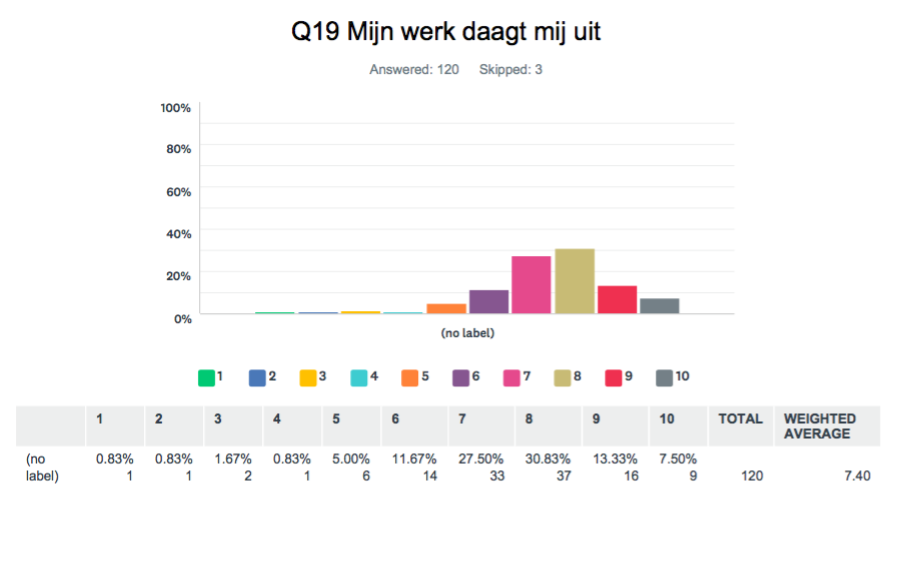 Q19 Mijn werk daagt mij uit
Answered: 120 Skipped: 3
100%
80%
60%
40%
20%
0%
(no label)
1 2 3 4 5 6 7 8 9 10
1 2 3 4 5 6 7 8 9 10 TOTAL WEIGHTED
AVERAGE
(no 0.83% 0.83% 1.67% 0.83% 5.00% 11.67% 27.50% 30.83% 13.33% 7.50%
label) 1 1 2 1 6 14 33 37 16 9 120 7.40